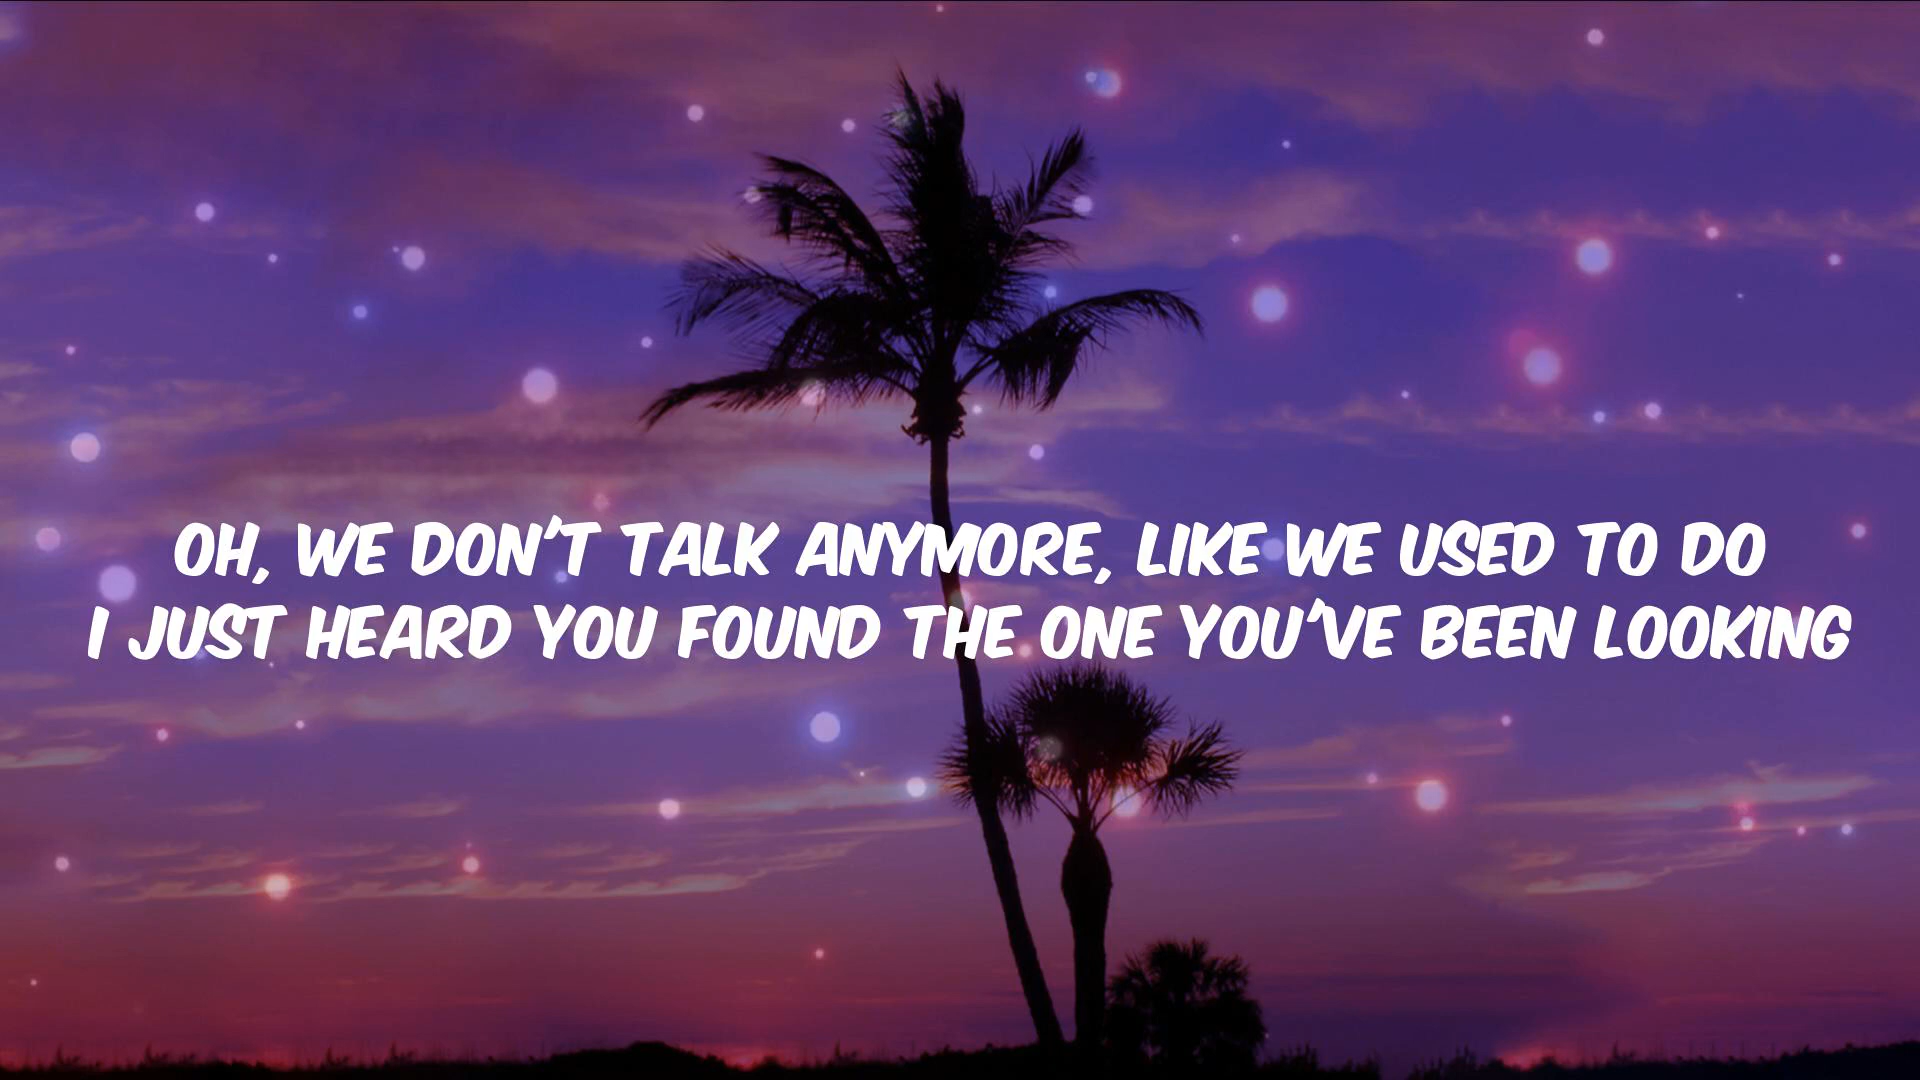 OH, WE DON'T TALK ANYMORE, LIKE WE USED TO DO
I JUST HEARD YOU FOUND THE ONE YOU'VE BEEN LOOKING